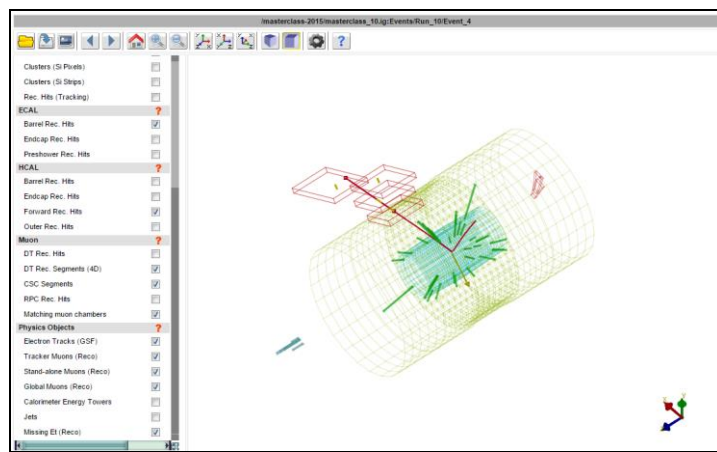 /masterclass-2015/masterclass_10.ig:Events/Run_10/Event_4
Clusters (Si Pixels)
Clusters (Si Strips)
Rec. Hits (Tracking)
ECAL ?
Barrel Rec. Hits
Endcap Rec. Hits
Preshower Rec. Hits
HCAL ?
Barrel Rec. Hits
Endcap Rec. Hits
Forward Rec. Hits
Outer Rec. Hits
Muon ?
DT Rec. Hits
DT Rec. Segments (4D)
CSC Segments
RPC Rec. Hits
Matching muon chambers
Physics Objects ?
Electron Tracks (GSF)
Tracker Muons (Reco)
Stand-alone Muons (Reco)
Global Muons (Reco)
Calorimeter Energy Towers
Jets
Missing Et (Reco)